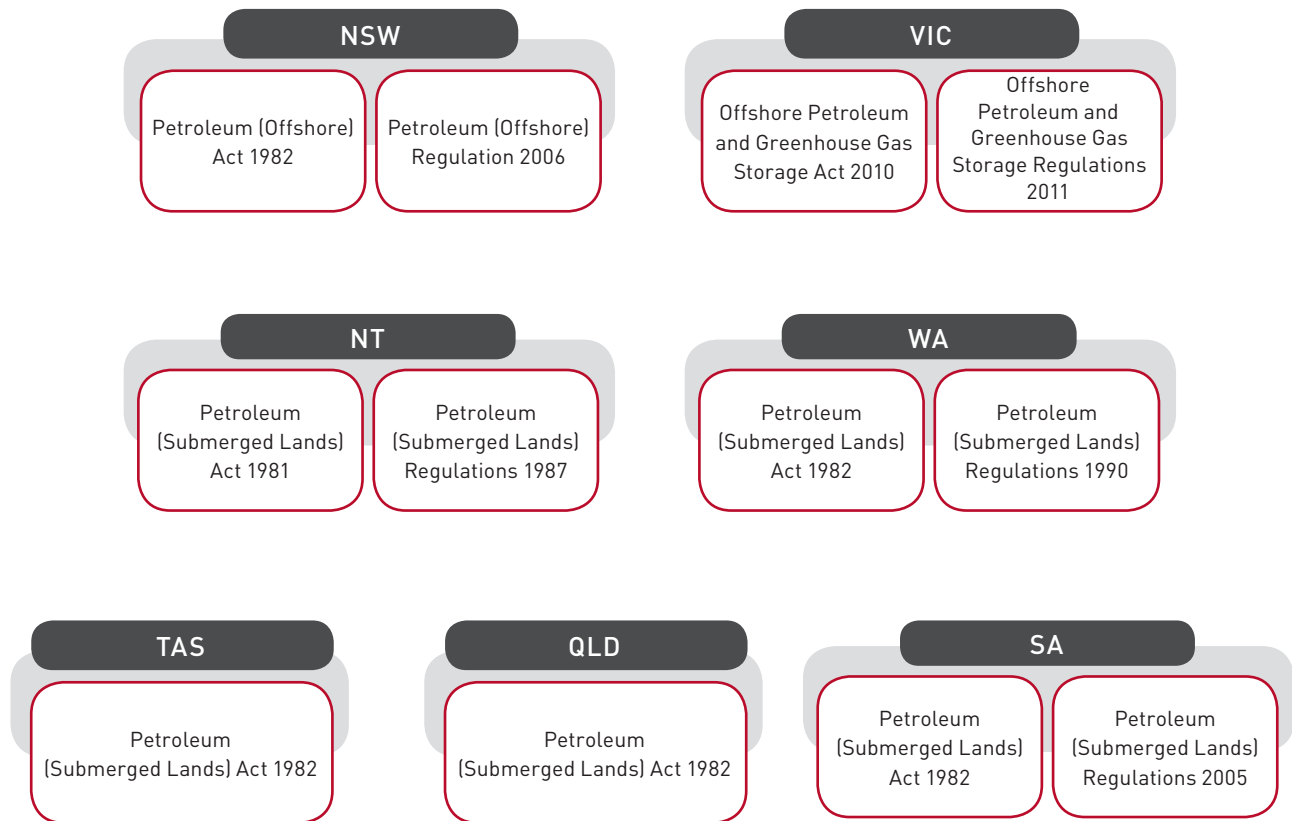 NSW
Petroleum (Offshore)
Act 1982
Petroleum (Offshore)
Regulation 2006
VIC
Offshore Petroleum
and Greenhouse Gas
Storage Act 2010
Offshore
Petroleum and
Greenhouse Gas
Storage Regulations
2011
NT
Petroleum
(Submerged Lands)
Act 1981
Petroleum
(Submerged Lands)
Regulations 1987
WA
Petroleum
(Submerged Lands)
Act 1982
Petroleum
(Submerged Lands)
Regulations 1990
TAS
Petroleum
(Submerged Lands) Act 1982
QLD
Petroleum
(Submerged Lands) Act 1982
SA
Petroleum
(Submerged Lands)
Act 1982
Petroleum
(Submerged Lands)
Regulations 2005